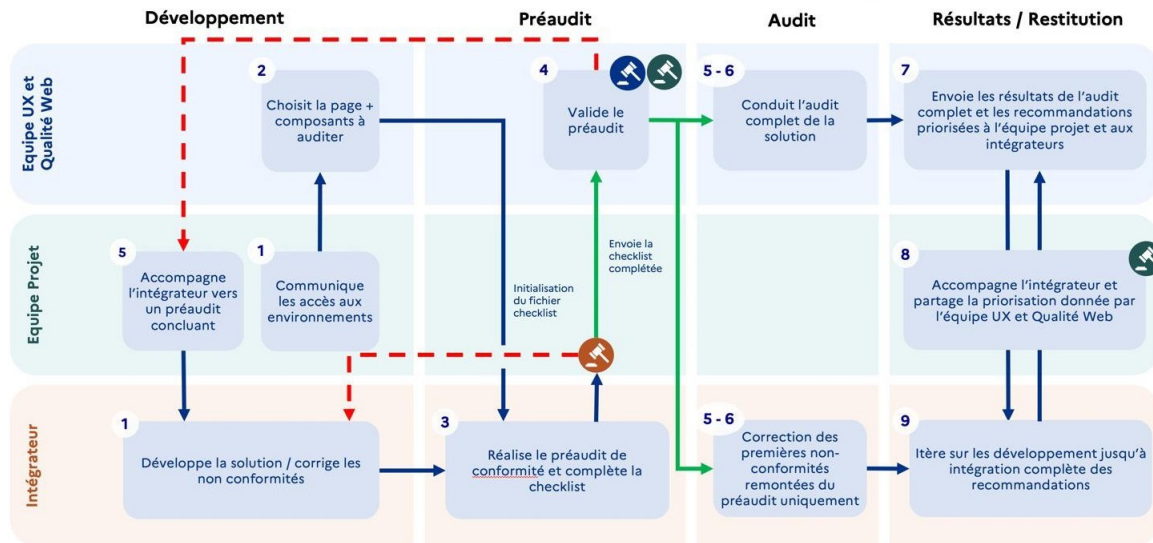 Développement
Préaudit
Audit
Résultats / Restitution
Equipe UX et
Qualité Web
2
Choisit la page +
composants à
auditer
4
Valide le
préaudit
5 - 6
Conduit l'audit
complet de la
solution
7
Envoie les résultats de l'audit
complet et les recommandations
priorisées à l'équipe projet et aux
intégrateurs
Equipe Projet
5
Accompagne
l'intégrateur vers
un préaudit
concluant
1
Communique
les accès aux
environnements
Initialisation
du fichier
checklist
Envoie la
checklist
complétée
8
Accompagne l'intégrateur et
partage la priorisation donnée par
l'équipe UX et Qualité Web
Intégrateur
1
Développe la solution / corrige les
non conformités
3
Réalise le préaudit de
conformité et complète la
checklist
5 - 6
Correction des
premières non-
conformités
remontées du
préaudit uniquement
9
Itère sur les développement jusqu'à
intégration complète des
recommandations